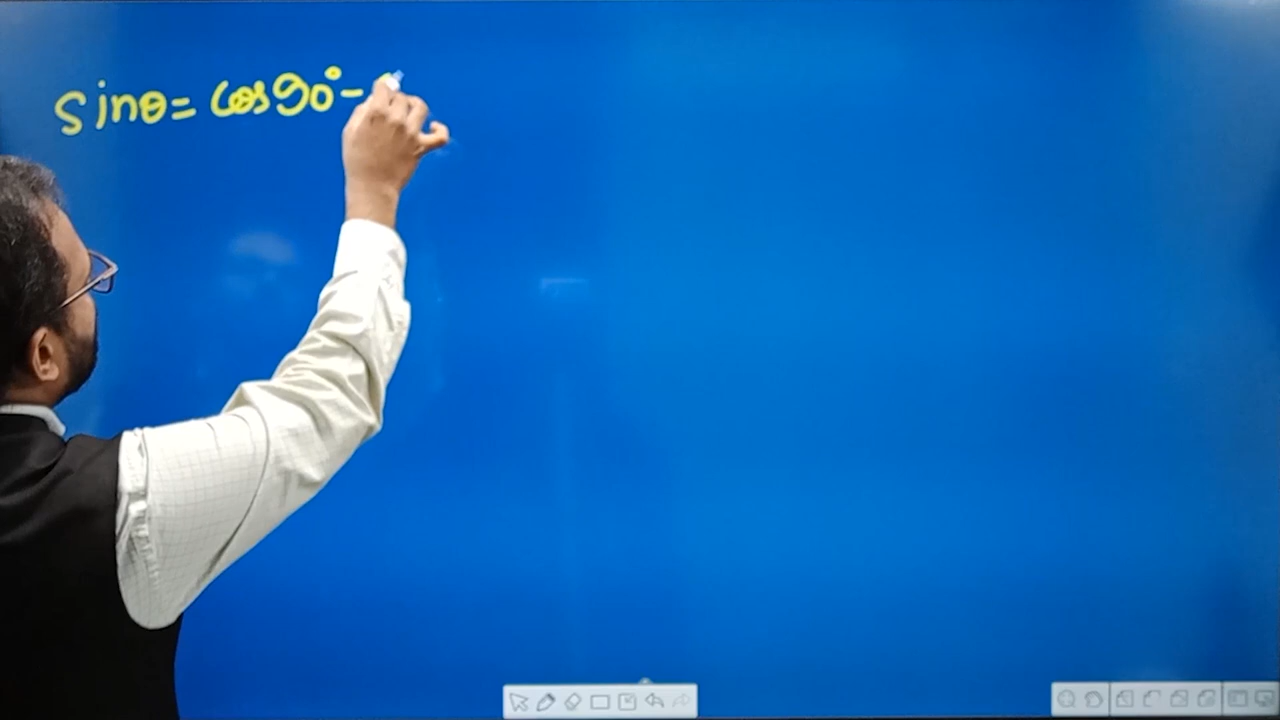 sinθ = cos90°-